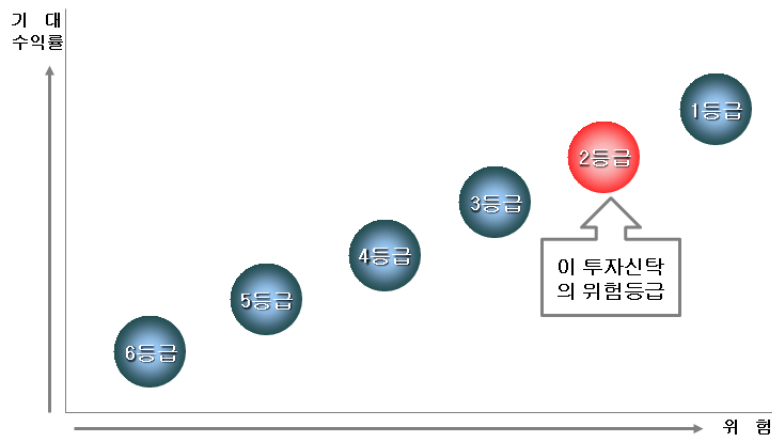 기 대
수익률
1등급
2등급
3등급
4등급
이 투자신탁
의 위험등급
5등급
6등급
위 험